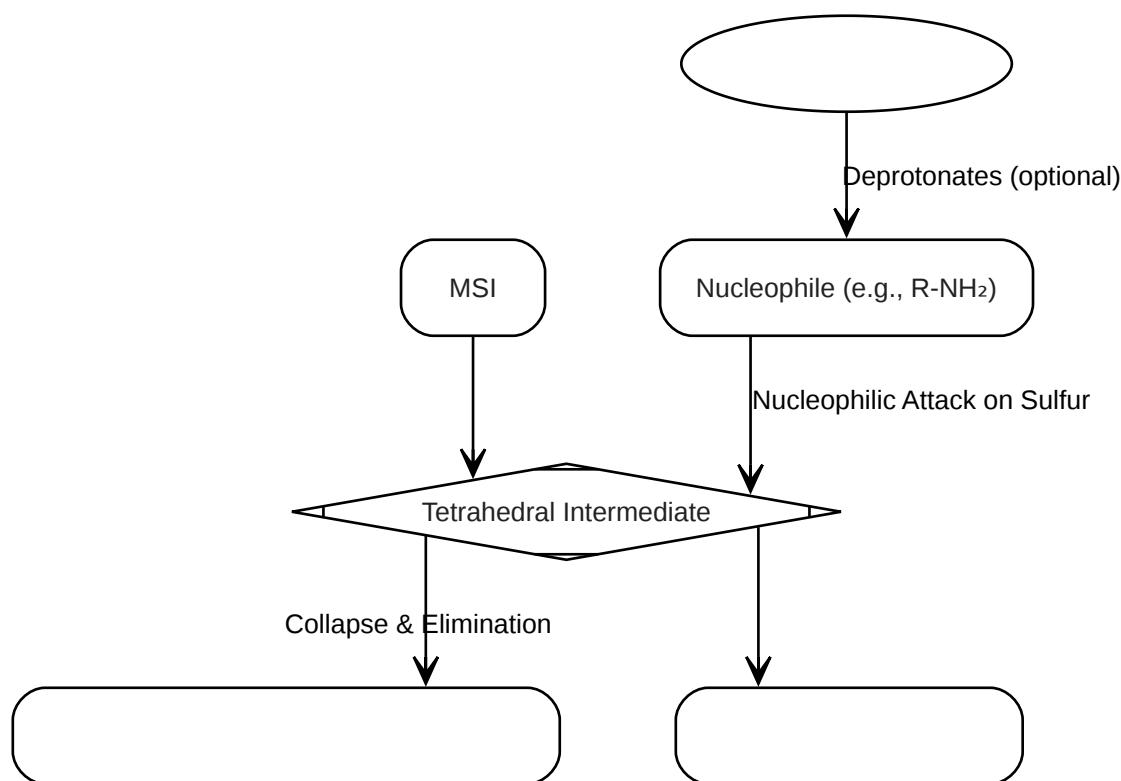 Deprotonates (optional)
MSI
Nucleophile (e.g., R-NH₂)
Nucleophilic Attack on Sulfur
Tetrahedral Intermediate
Collapse & Elimination